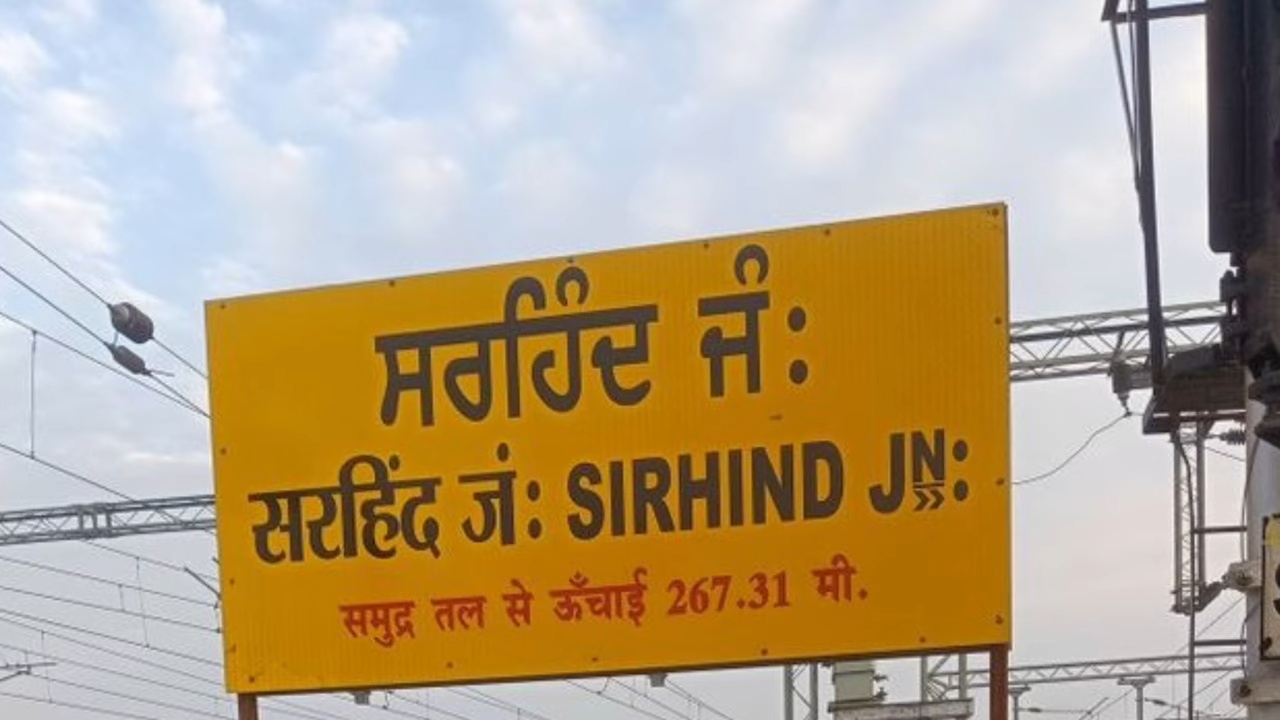 ਸਰਹਿੰਦ ਜੰ:
सरहिंद जं: SIRHIND JN:
समुद्र तल से ऊँचाई 267.31 मी.